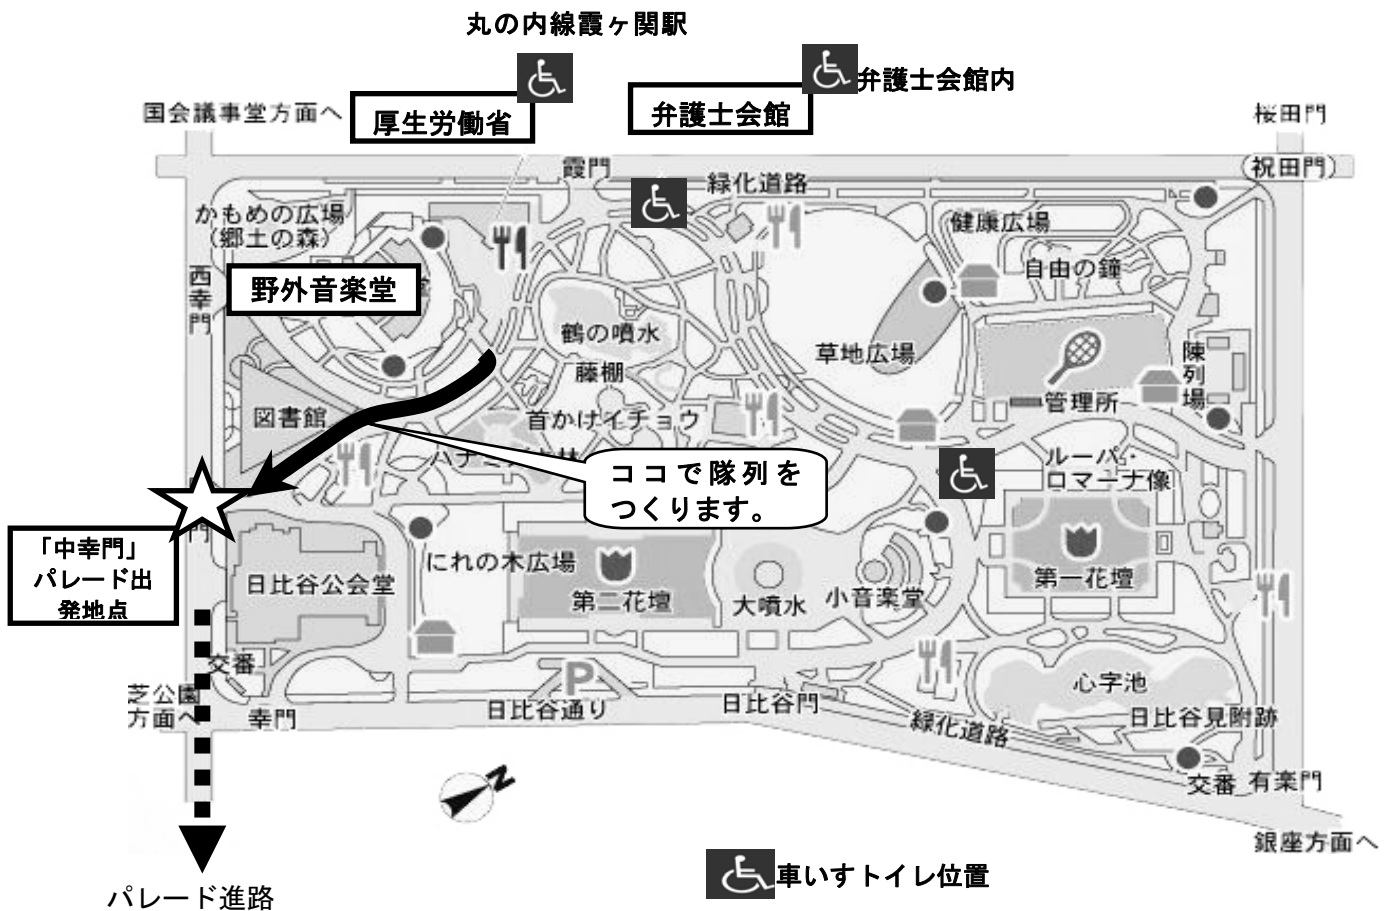 丸の内線霞ヶ関駅
弁護士会館内
国会議事堂方面へ
厚生労働省
弁護士会館
桜田門
霞門
(祝田門)
緑化道路
かもめの広場
(郷土の森)
健康広場
自由の鐘
西幸門
野外音楽堂
鶴の噴水
草地広場
陳列場
藤棚
管理所
図書館
首かけイチョウ
ルーパ・
ロマーナ像
ココで隊列を
つくります。
門
「中幸門」
パレード出
発地点
にれの木広場
日比谷公会堂
第二花壇
大噴水
小音楽堂
第一花壇
交番
心字池
芝公園
方面へ
幸門
P
日比谷通り
日比谷門
緑化道路
日比谷見附跡
交番
有楽門
N
銀座方面へ
車いすトイレ位置
パレード進路